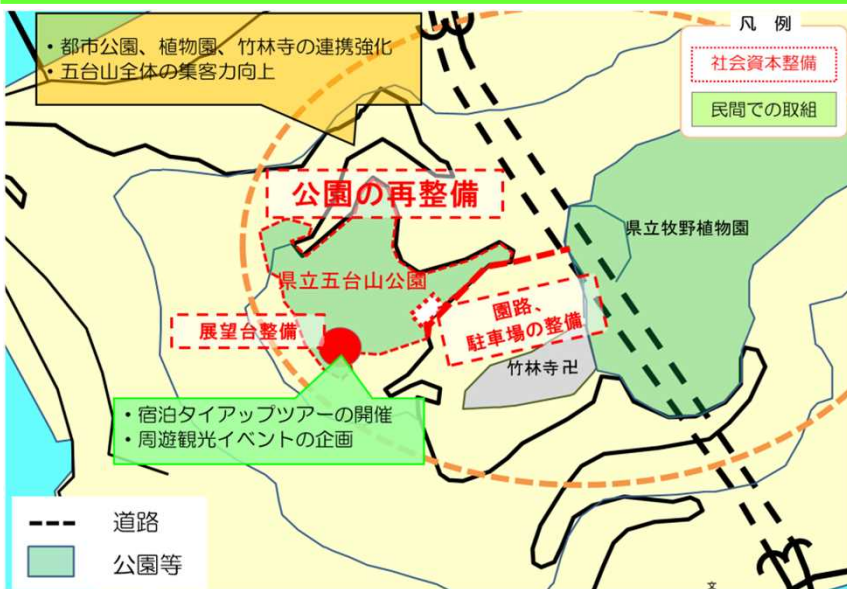 ・都市公園、植物園、竹林寺の連携強化
・五台山全体の集客力向上
凡 例
社会資本整備
民間での取組
公園の再整備
県立牧野植物園
県立五台山公園
園路、
駐車場の整備
展望台整備
竹林寺卍
・宿泊タイアップツアーの開催
・周遊観光イベントの企画
道路
公園等
文